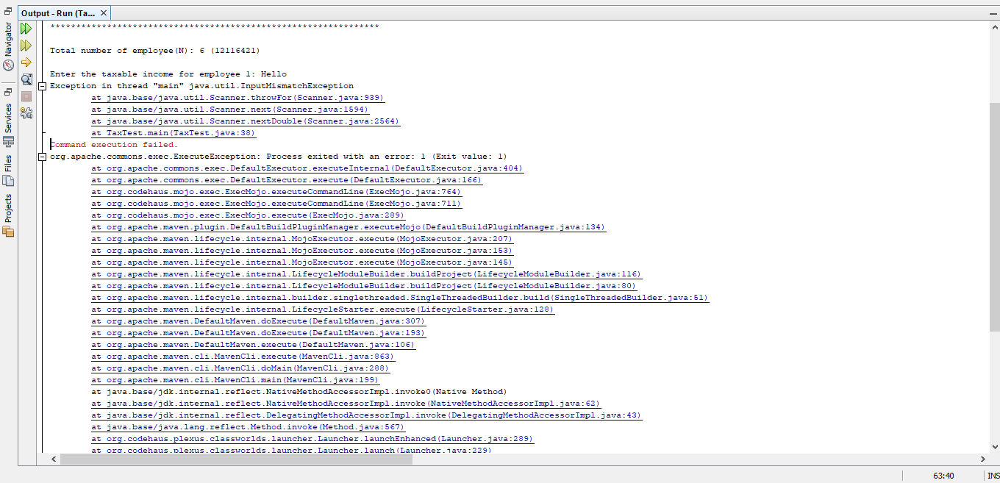 Output - Run (Ta... ×
Navigator
Services
Files
Projects
****************************************************************
Total number of employee(N): 6 (12116421)
Enter the taxable income for employee 1: Hello
Exception in thread "main" java.util.InputMismatchException
at java.base/java.util.Scanner.throwFor(Scanner.java:939)
at java.base/java.util.Scanner.next(Scanner.java:1594)
at java.base/java.util.Scanner.nextDouble(Scanner.java:2564)
at TaxTest.main(TaxTest.java:38)
Command execution failed.
org.apache.commons.exec.ExecuteException: Process exited with an error: 1 (Exit value: 1)
at org.apache.commons.exec.DefaultExecutor.executeInternal(DefaultExecutor.java:404)
at org.apache.commons.exec.DefaultExecutor.execute(DefaultExecutor.java:166)
at org.codehaus.mojo.exec.ExecMojo.executeCommandLine(ExecMojo.java:764)
at org.codehaus.mojo.exec.ExecMojo.executeCommandLine(ExecMojo.java:711)
at org.codehaus.mojo.exec.ExecMojo.execute(ExecMojo.java:289)
at org.apache.maven.plugin.DefaultBuildPluginManager.executeMojo(DefaultBuildPluginManager.java:134)
at org.apache.maven.lifecycle.internal.MojoExecutor.execute(MojoExecutor.java:207)
at org.apache.maven.lifecycle.internal.MojoExecutor.execute(MojoExecutor.java:153)
at org.apache.maven.lifecycle.internal.MojoExecutor.execute(MojoExecutor.java:145)
at org.apache.maven.lifecycle.internal.LifecycleModuleBuilder.buildProject(LifecycleModuleBuilder.java:116)
at org.apache.maven.lifecycle.internal.LifecycleModuleBuilder.buildProject(LifecycleModuleBuilder.java:80)
at org.apache.maven.lifecycle.internal.builder.singlethreaded.SingleThreadedBuilder.build(SingleThreadedBuilder.java:51)
at org.apache.maven.lifecycle.internal.LifecycleStarter.execute(LifecycleStarter.java:128)
at org.apache.maven.DefaultMaven.doExecute(DefaultMaven.java:307)
at org.apache.maven.DefaultMaven.doExecute(DefaultMaven.java:193)
at org.apache.maven.DefaultMaven.execute(DefaultMaven.java:106)
at org.apache.maven.cli.MavenCli.execute(MavenCli.java:863)
at org.apache.maven.cli.MavenCli.doMain(MavenCli.java:288)
at org.apache.maven.cli.MavenCli.main(MavenCli.java:199)
at java.base/jdk.internal.reflect.NativeMethodAccessorImpl.invoke0(Native Method)
at java.base/jdk.internal.reflect.NativeMethodAccessorImpl.invoke(NativeMethodAccessorImpl.java:62)
at java.base/jdk.internal.reflect.DelegatingMethodAccessorImpl.invoke(DelegatingMethodAccessorImpl.java:43)
at java.base/java.lang.reflect.Method.invoke(Method.java:567)
at org.codehaus.plexus.classworlds.launcher.Launcher.launchEnhanced(Launcher.java:289)
at org.codehaus.plexus.classworlds.launcher.Launcher.launch(Launcher.java:229)
63:40
INS